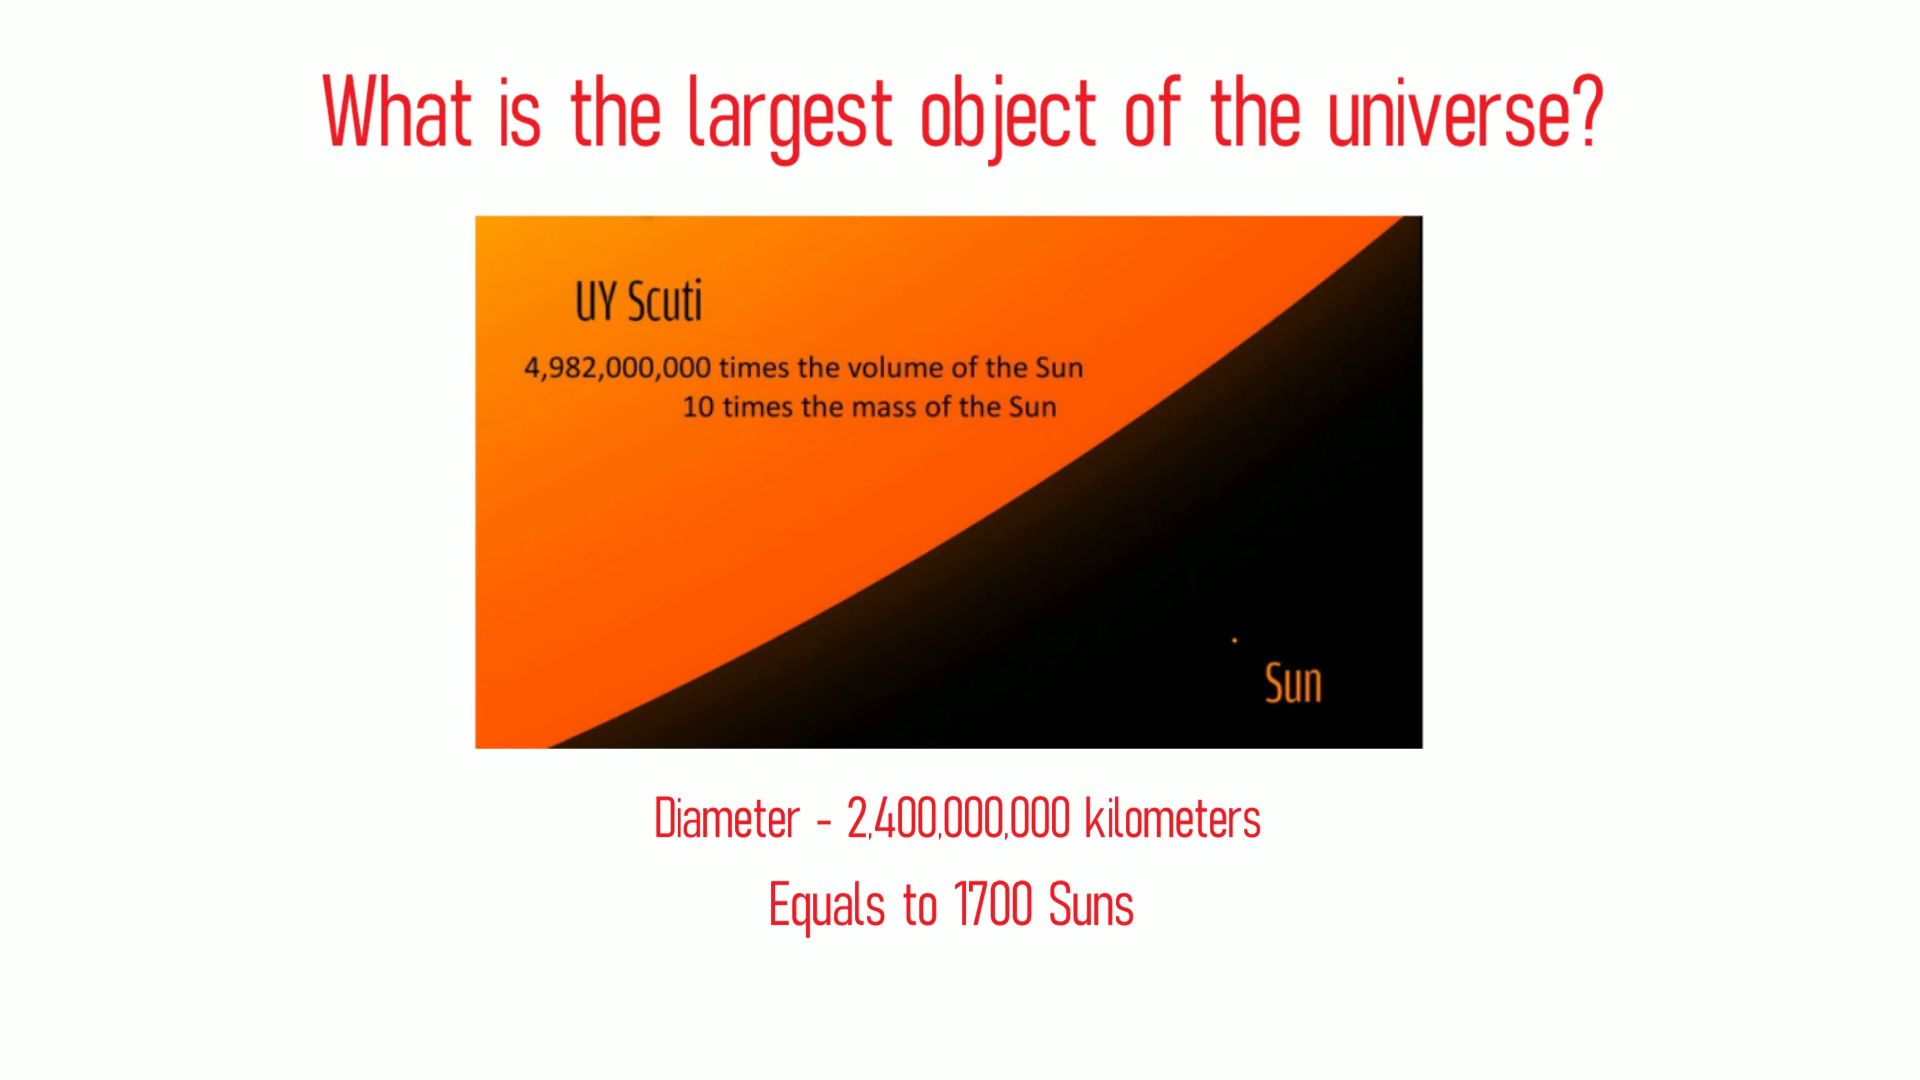 What is the largest object of the universe?
UY Scuti
4,982,000,000 times the volume of the Sun
10 times the mass of the Sun
Sun
Diameter - 2,400,000,000 kilometers
Equals to 1700 Suns